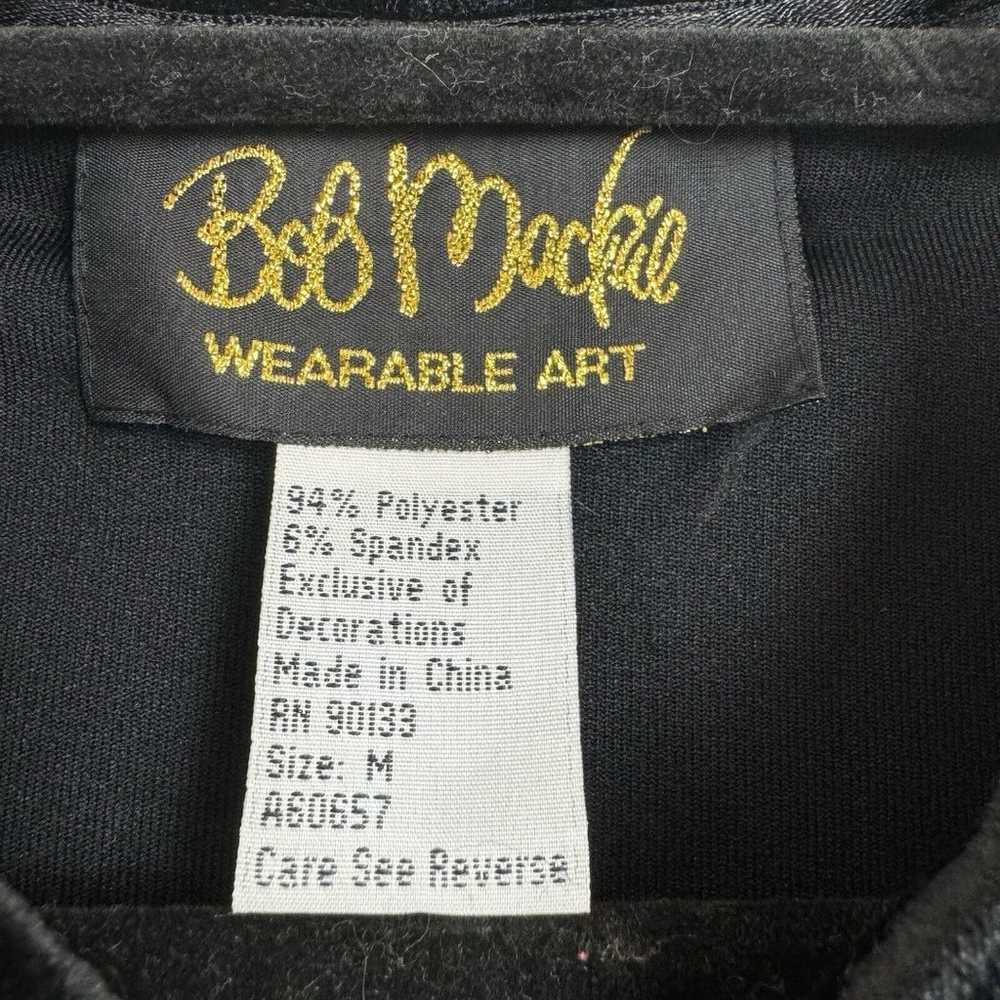 Bob Mackie
WEARABLE ART
94% Polyester
6% Spandex
Exclusive of
Decorations
Made in China
RN 90133
Size: M
A60657
Care See Reverse